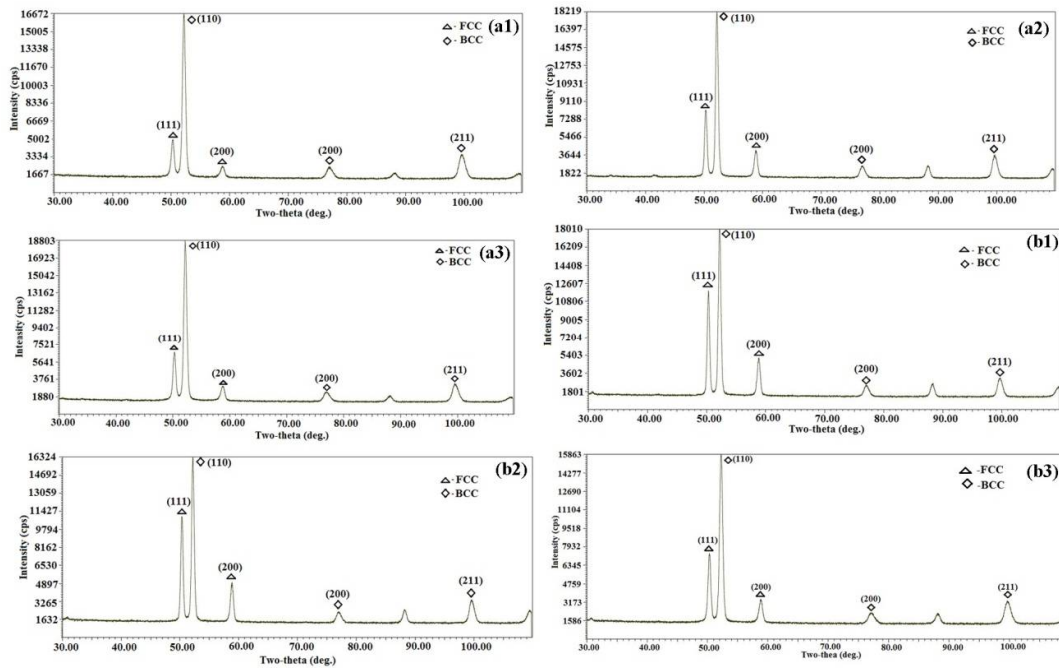 16672
15005
13338
11670
10003
8336
6669
5002
3334
1667
Intensity (cps)
(110)
(a1)
- FCC
- BCC
(111)
(200)
(200)
(211)
30.00 40.00 50.00 60.00 70.00 80.00 90.00 100.00
Two-theta (deg.)
18219
16397
14575
12753
10931
9110
7288
5466
3644
1822
Intensity (cps)
(110)
(a2)
- FCC
- BCC
(111)
(200)
(200)
(211)
30.00 40.00 50.00 60.00 70.00 80.00 90.00 100.00
Two-theta (deg.)
18803
16923
15042
13162
11282
9402
7521
5641
3761
1880
Intensity (cps)
(110)
(a3)
- FCC
- BCC
(111)
(200)
(200)
(211)
30.00 40.00 50.00 60.00 70.00 80.00 90.00 100.00
Two-theta (deg.)
18010
16209
14408
12607
10806
9005
7204
5403
3602
1801
Intensity (cps)
(110)
(b1)
- FCC
- BCC
(111)
(200)
(200)
(211)
30.00 40.00 50.00 60.00 70.00 80.00 90.00 100.00
Two-theta (deg.)
16324
14692
13059
11427
9794
8162
6530
4897
3265
1632
Intensity (cps)
(110)
(b2)
-FCC
-BCC
(111)
(200)
(200)
(211)
30.00 40.00 50.00 60.00 70.00 80.00 90.00 100.00
Two-theta (deg.)
15863
14277
12690
11104
9518
7932
6345
4759
3173
1586
Intensity (cps)
(110)
(b3)
-FCC
-BCC
(111)
(200)
(200)
(211)
30.00 40.00 50.00 60.00 70.00 80.00 90.00 100.00
Two-thea (deg.)